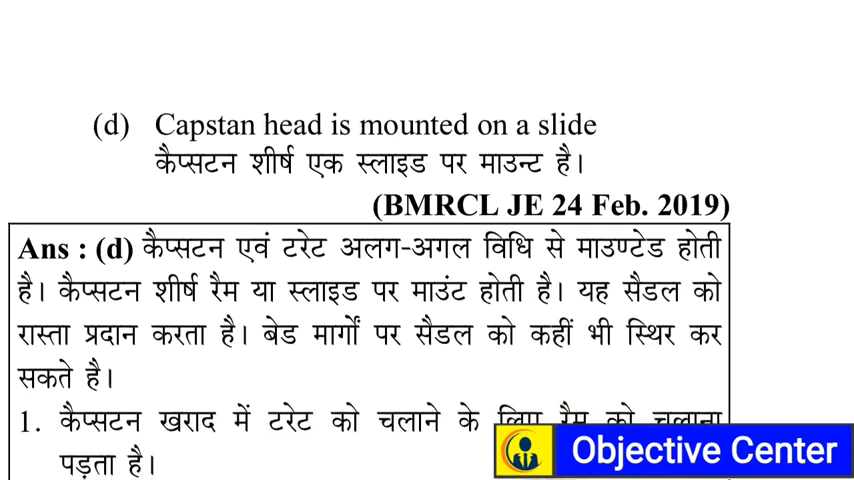 (d) Capstan head is mounted on a slide
कैप्सटन शीर्ष एक स्लाइड पर माउन्ट है।
(BMRCL JE 24 Feb. 2019)
Ans : (d) कैप्सटन एवं टरेट अलग-अगल विधि से माउण्टेड होती
है। कैप्सटन शीर्ष रैम या स्लाइड पर माउंट होती है। यह सैडल को
रास्ता प्रदान करता है। बेड मार्गों पर सैडल को कहीं भी स्थिर कर
सकते है।
1. कैप्सटन खराद में टरेट को चलाने के लिए रैम को चलाना
पड़ता है।
Objective Center